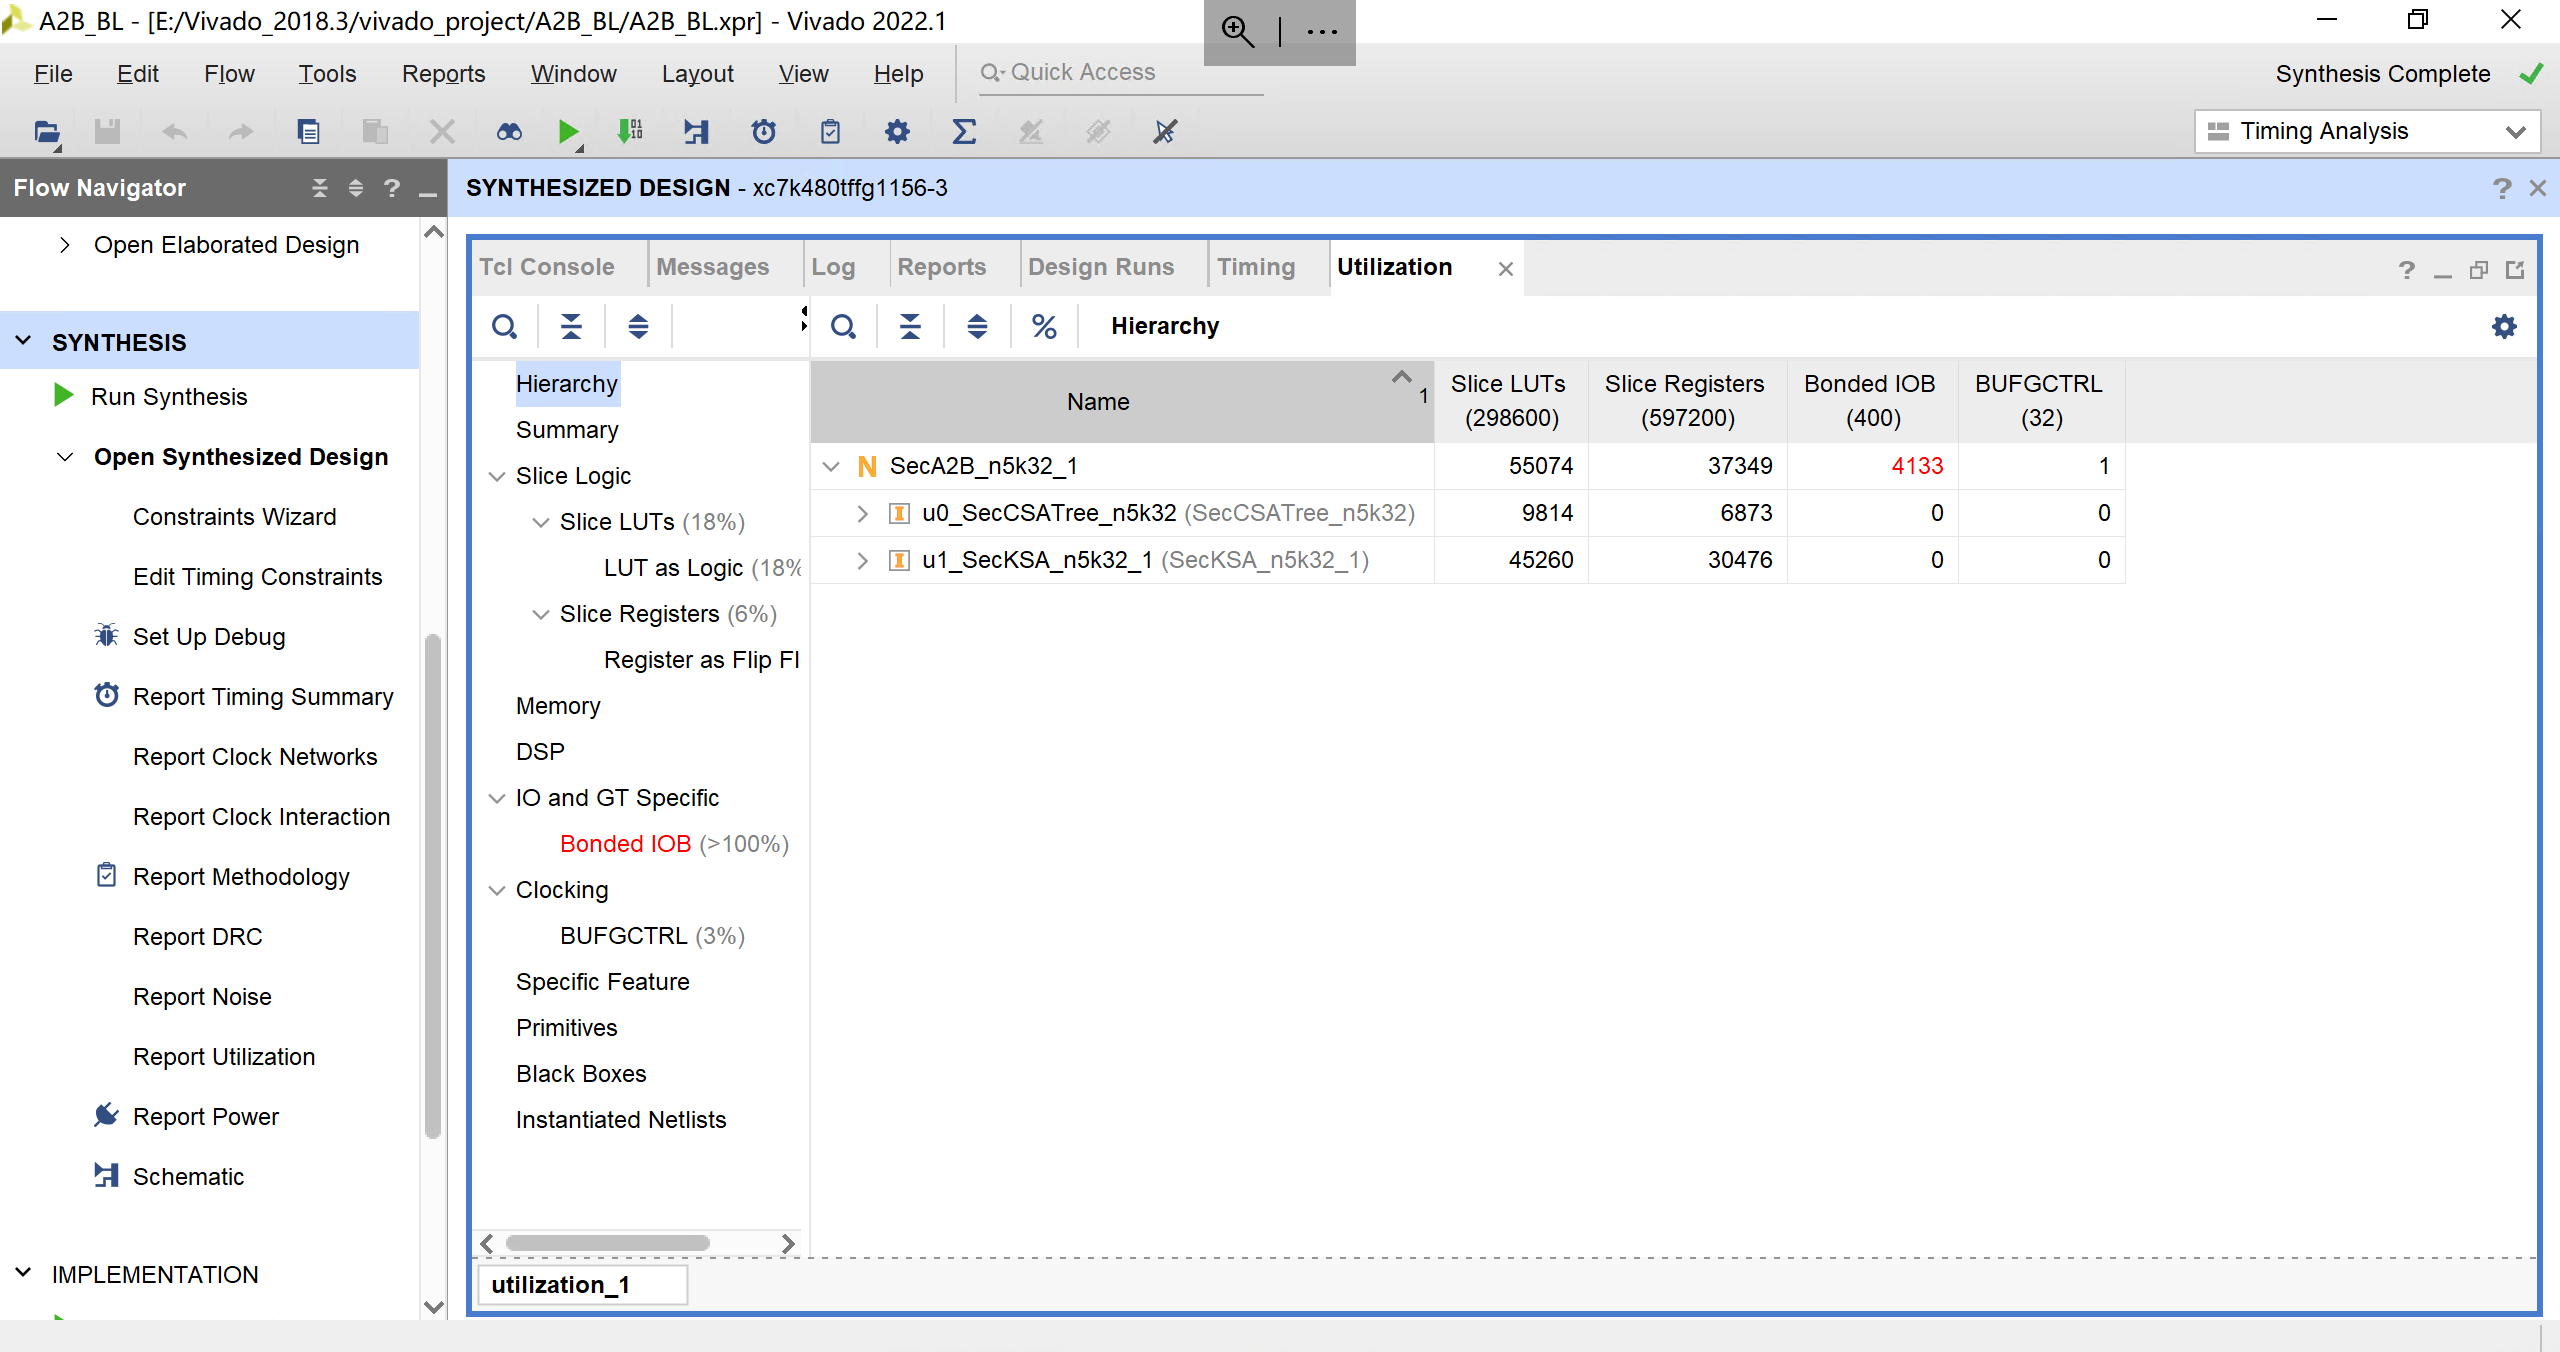 A2B_BL - [E:/Vivado_2018.3/vivado_project/A2B_BL/A2B_BL.xpr] - Vivado 2022.1
File Edit Flow Tools Reports Window Layout View Help Quick Access Synthesis Complete
Timing Analysis
Flow Navigator
SYNTHESIZED DESIGN - xc7k480tffg1156-3
Open Elaborated Design
SYNTHESIS
Run Synthesis
Open Synthesized Design
Constraints Wizard
Edit Timing Constraints
Set Up Debug
Report Timing Summary
Report Clock Networks
Report Clock Interaction
Report Methodology
Report DRC
Report Noise
Report Utilization
Report Power
Schematic
IMPLEMENTATION
Tcl Console Messages Log Reports Design Runs Timing Utilization
Hierarchy
Hierarchy
Summary
Slice Logic
Slice LUTs (18%)
LUT as Logic (18%
Slice Registers (6%)
Register as Flip Fl
Memory
DSP
IO and GT Specific
Bonded IOB (>100%)
Clocking
BUFGCTRL (3%)
Specific Feature
Primitives
Black Boxes
Instantiated Netlists
Name 1 Slice LUTs (298600) Slice Registers (597200) Bonded IOB (400) BUFGCTRL (32)
N SecA2B_n5k32_1 55074 37349 4133 1
I u0_SecCSATree_n5k32 (SecCSATree_n5k32) 9814 6873 0 0
I u1_SecKSA_n5k32_1 (SecKSA_n5k32_1) 45260 30476 0 0
utilization_1